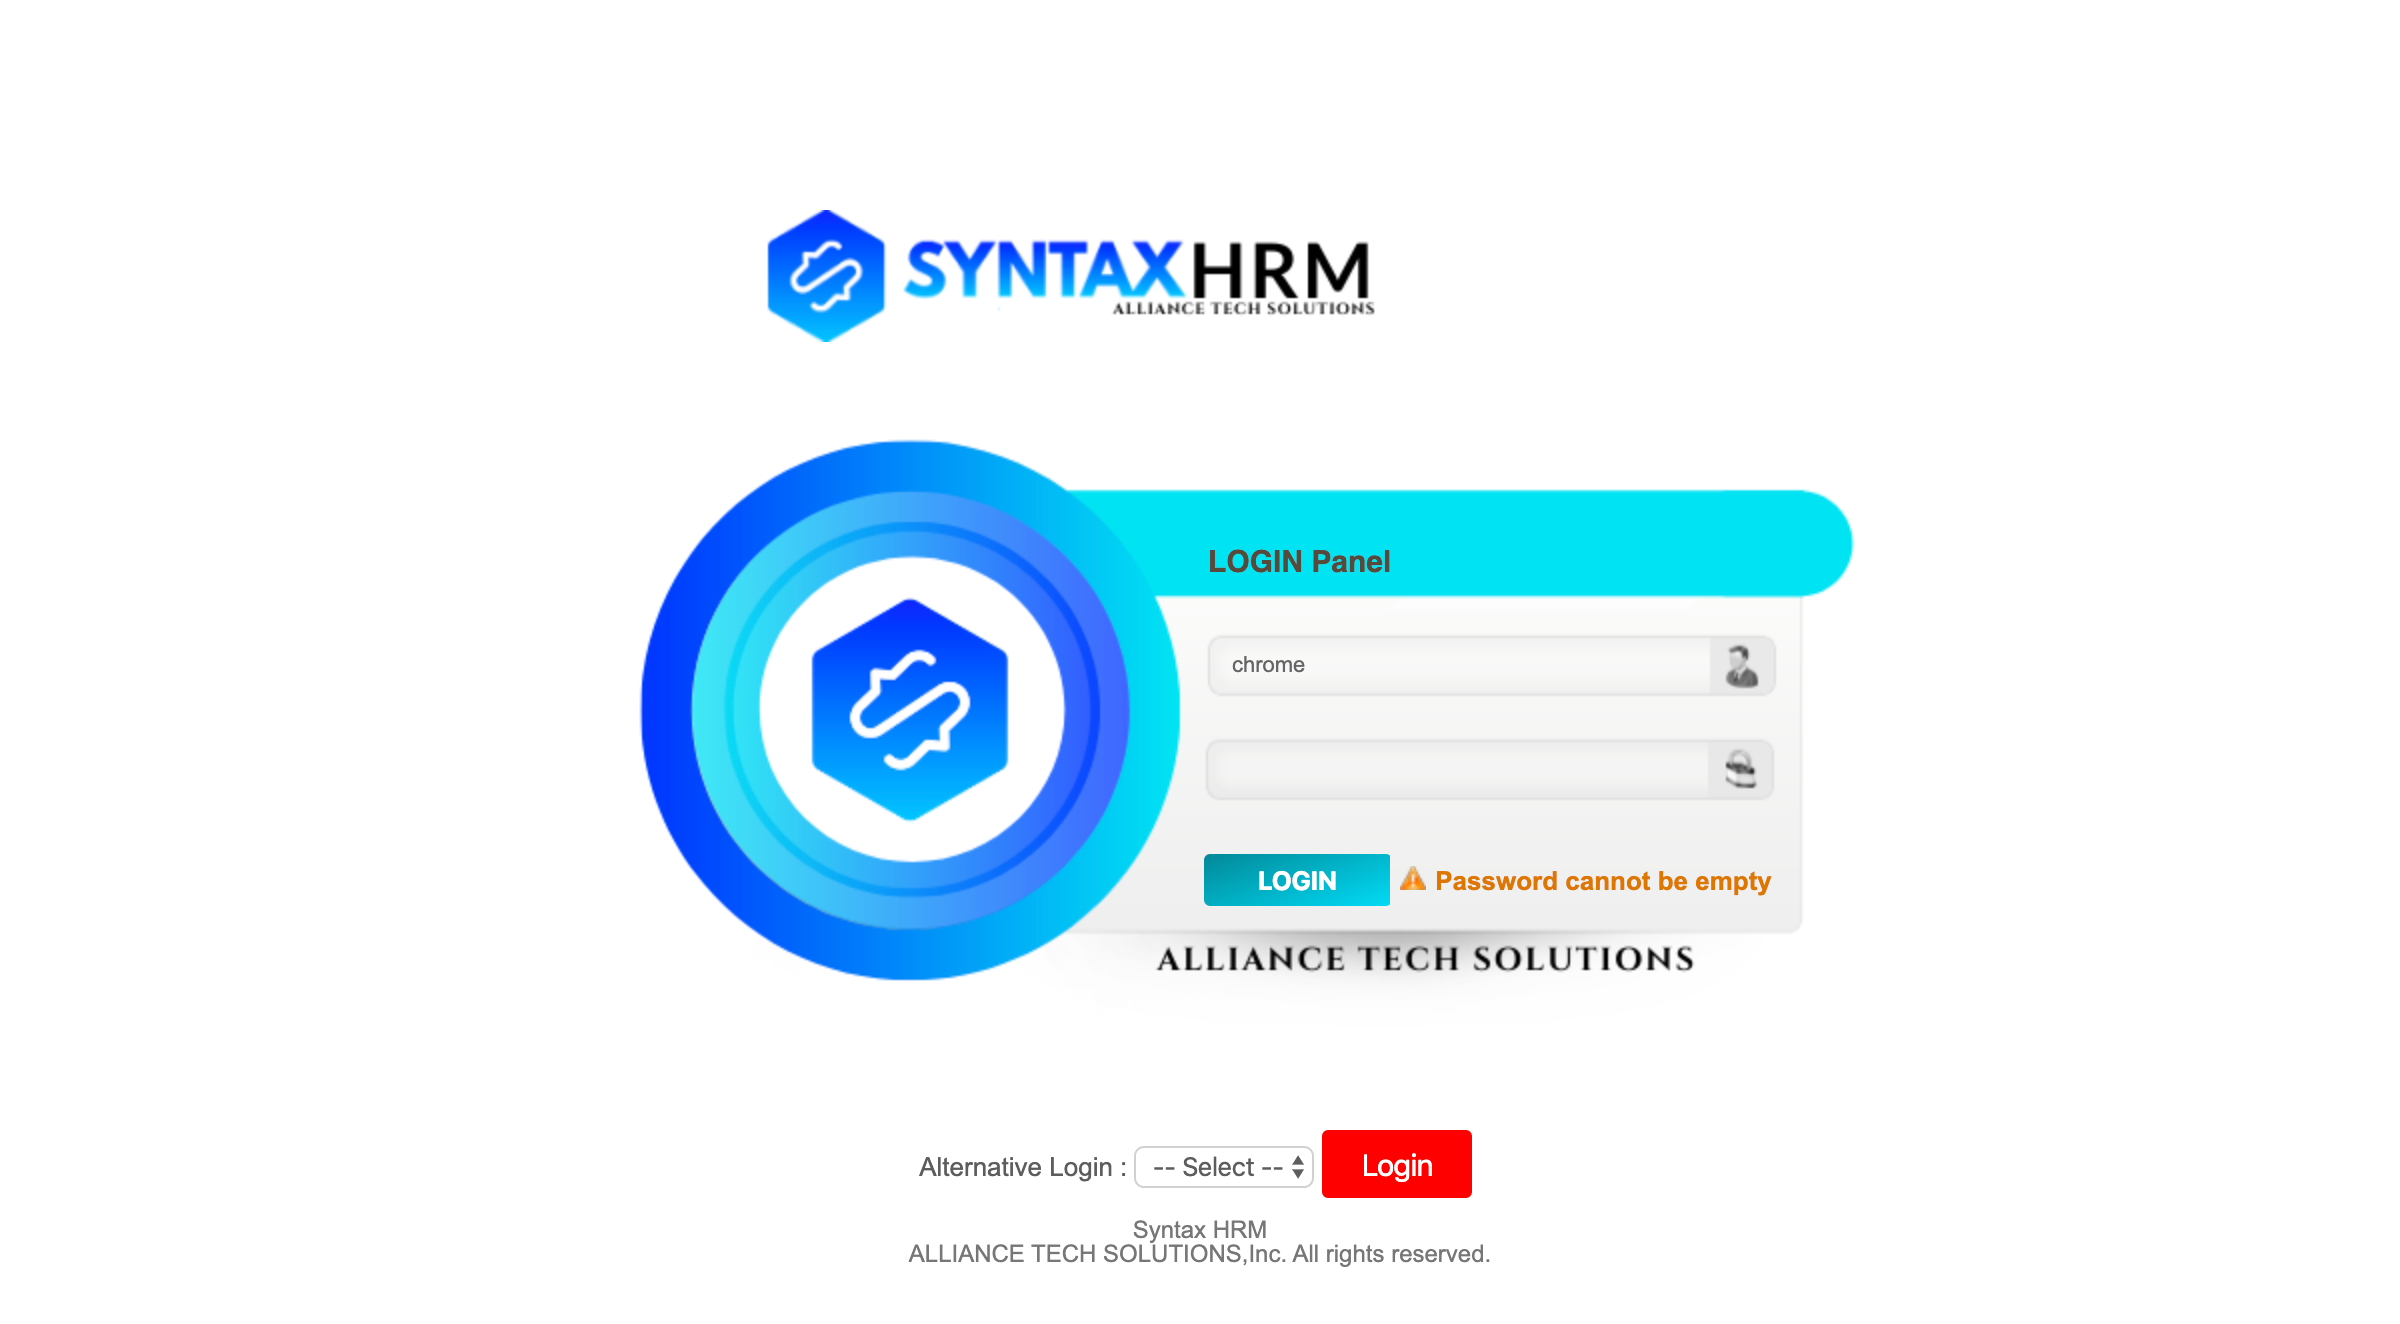 SYNTAXHRM
ALLIANCE TECH SOLUTIONS
LOGIN Panel
chrome
LOGIN
Password cannot be empty
ALLIANCE TECH SOLUTIONS
Alternative Login : -- Select -- Login
Syntax HRM
ALLIANCE TECH SOLUTIONS,Inc. All rights reserved.